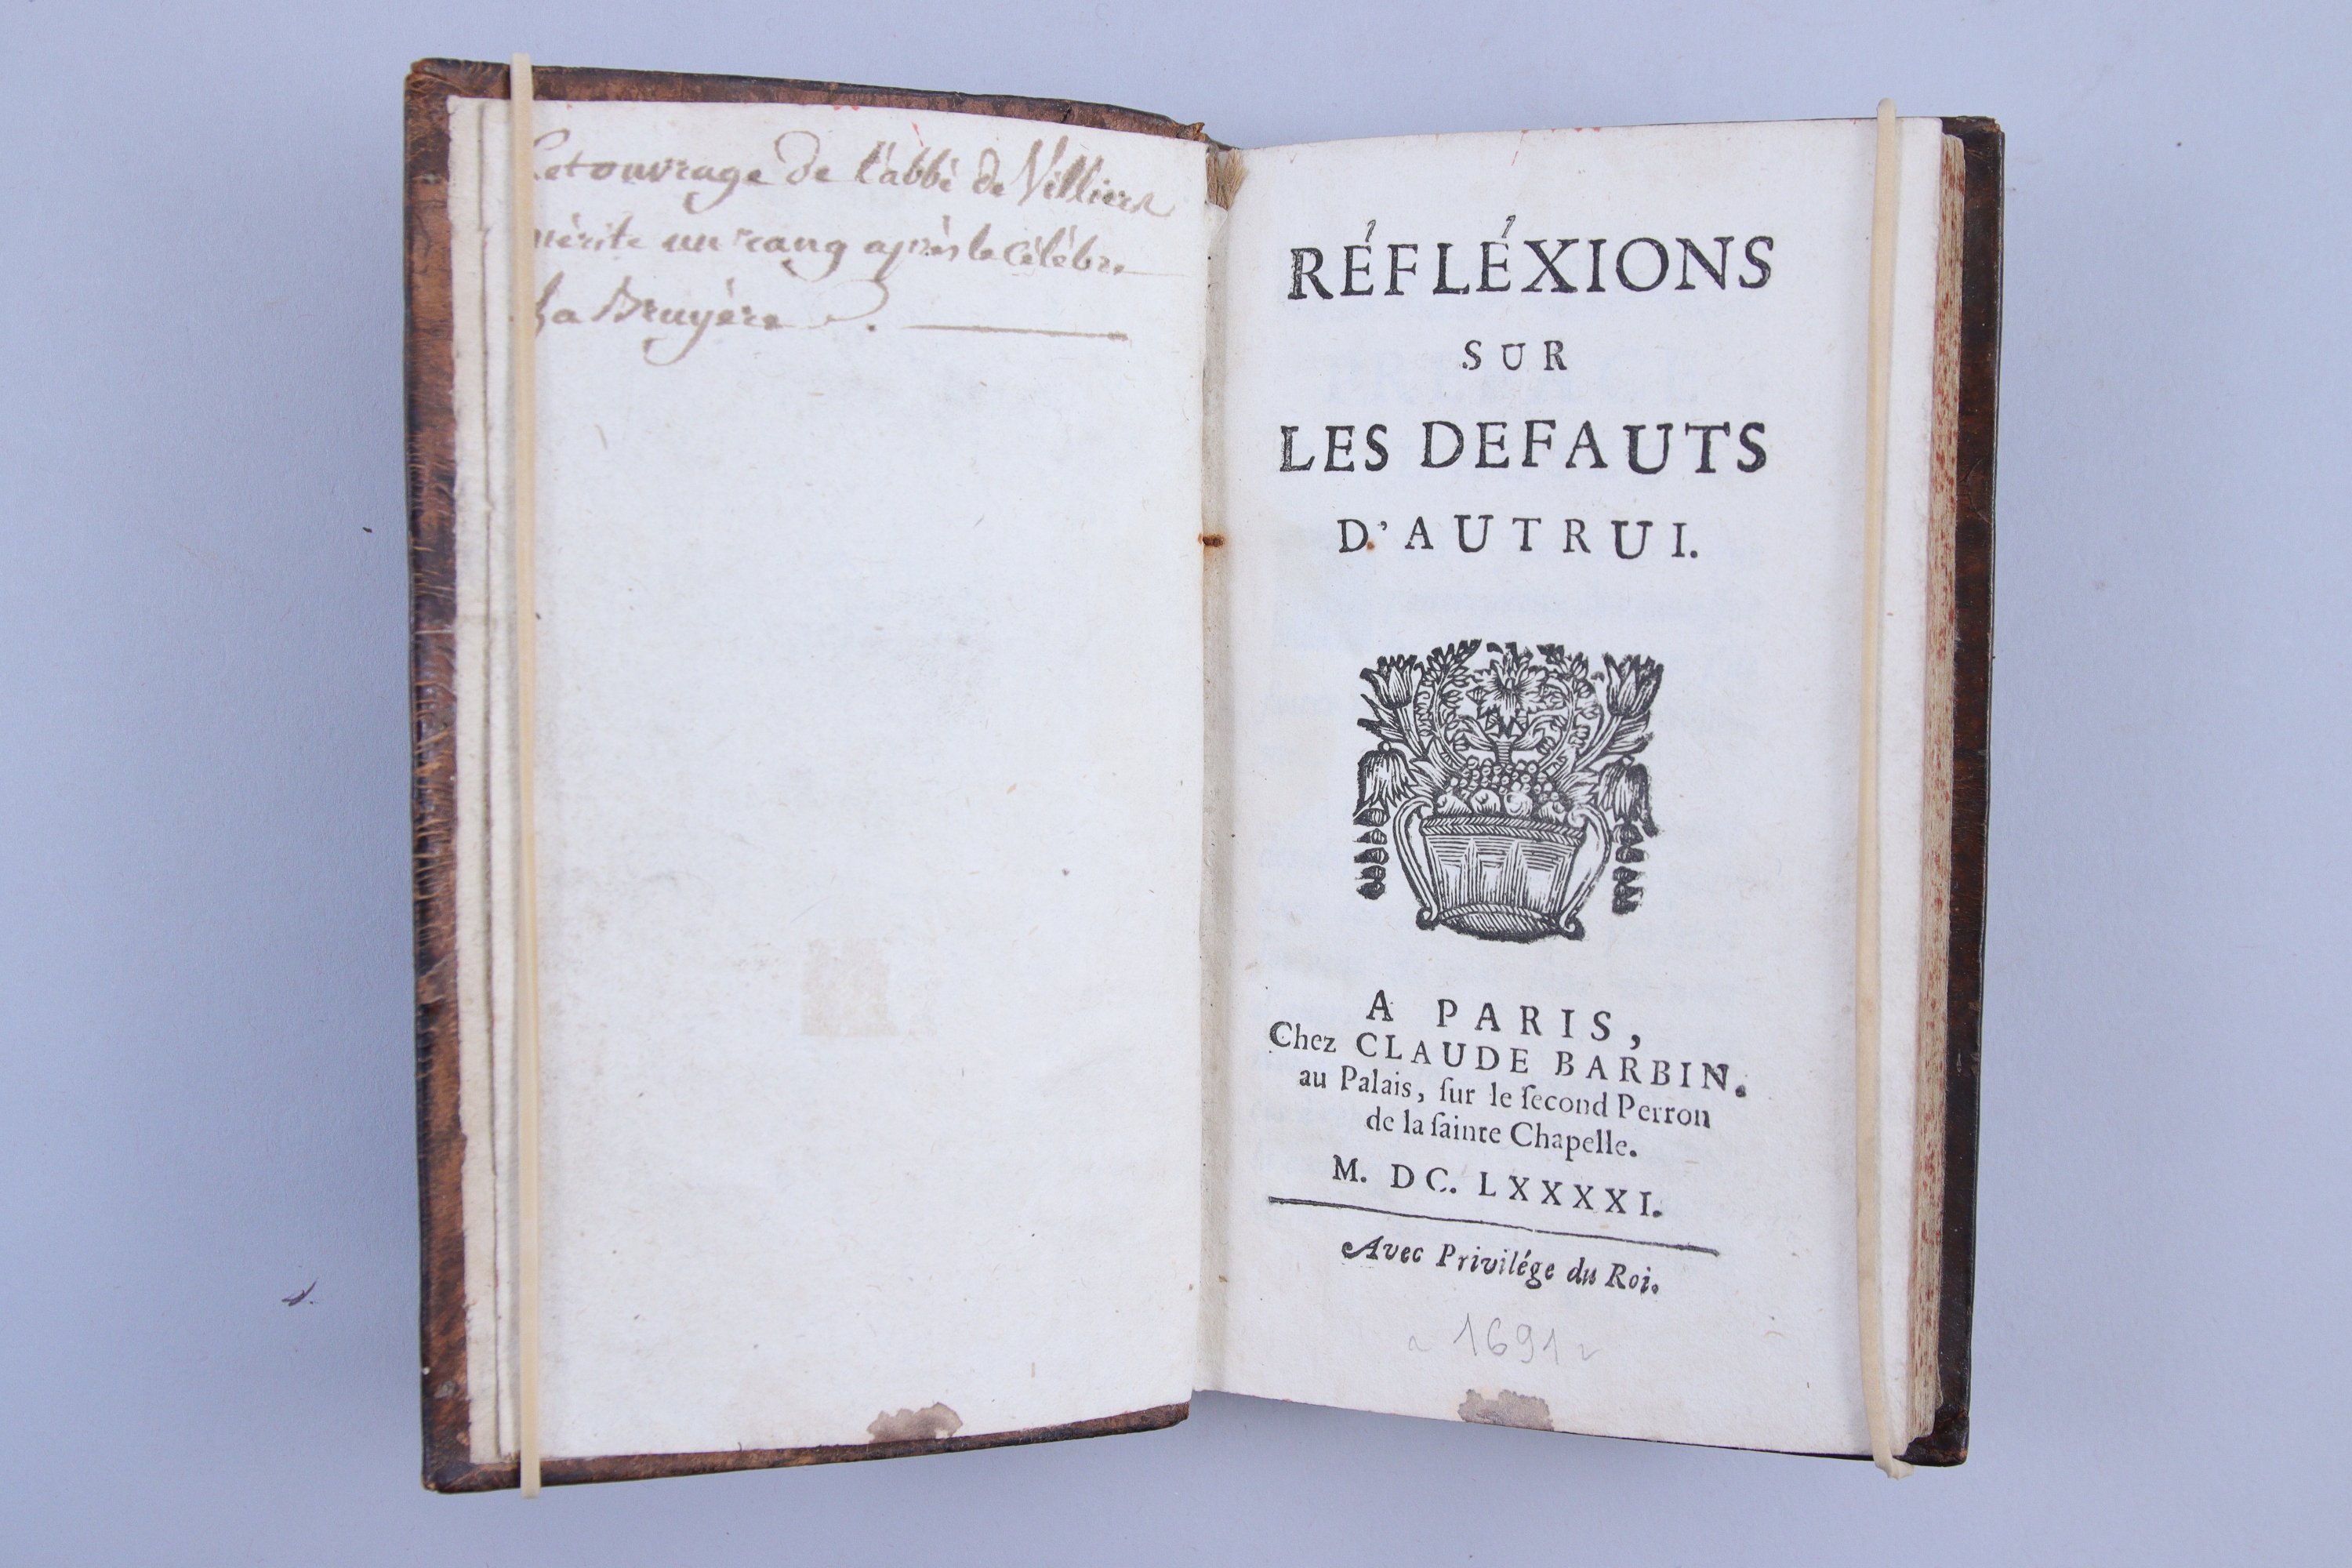 Cet ouvrage de l'abbé de Villiers
mérite un rang après le célébre
La Bruyére.
RÉFLÉXIONS
SUR
LES DEFAUTS
D'AUTRUI.
A PARIS,
Chez CLAUDE BARBIN.
au Palais, ſur le ſecond Perron
de la ſainte Chapelle.
M. DC. LXXXXI.
Avec Privilége du Roi.
~ 1691 ~